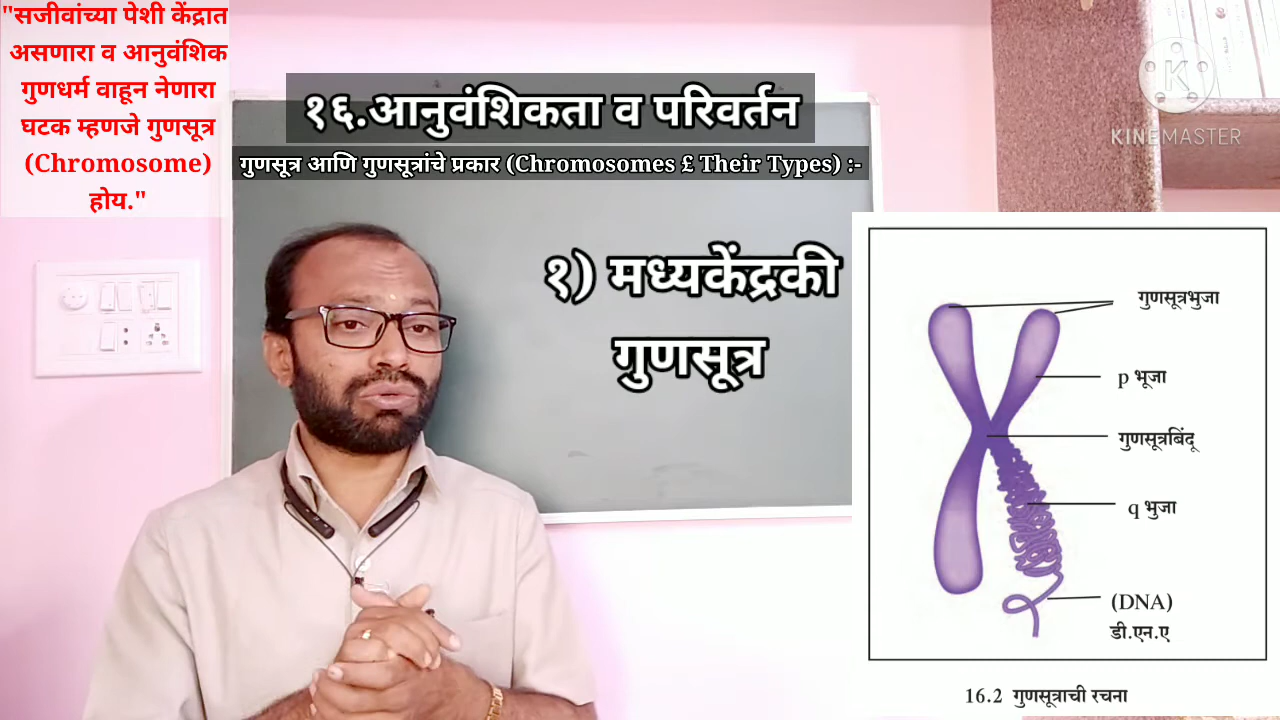 "सजीवांच्या पेशी केंद्रात
असणारा व आनुवंशिक
गुणधर्म वाहून नेणारा
घटक म्हणजे गुणसूत्र
(Chromosome)
होय."
१६.आनुवंशिकता व परिवर्तन
गुणसूत्र आणि गुणसूत्रांचे प्रकार (Chromosomes £ Their Types) :-
१) मध्यकेंद्रकी
गुणसूत्र
K
KINEMASTER
गुणसूत्रभुजा
p भूजा
गुणसूत्रबिंदू
q भुजा
(DNA)
डी.एन.ए
16.2 गुणसूत्राची रचना